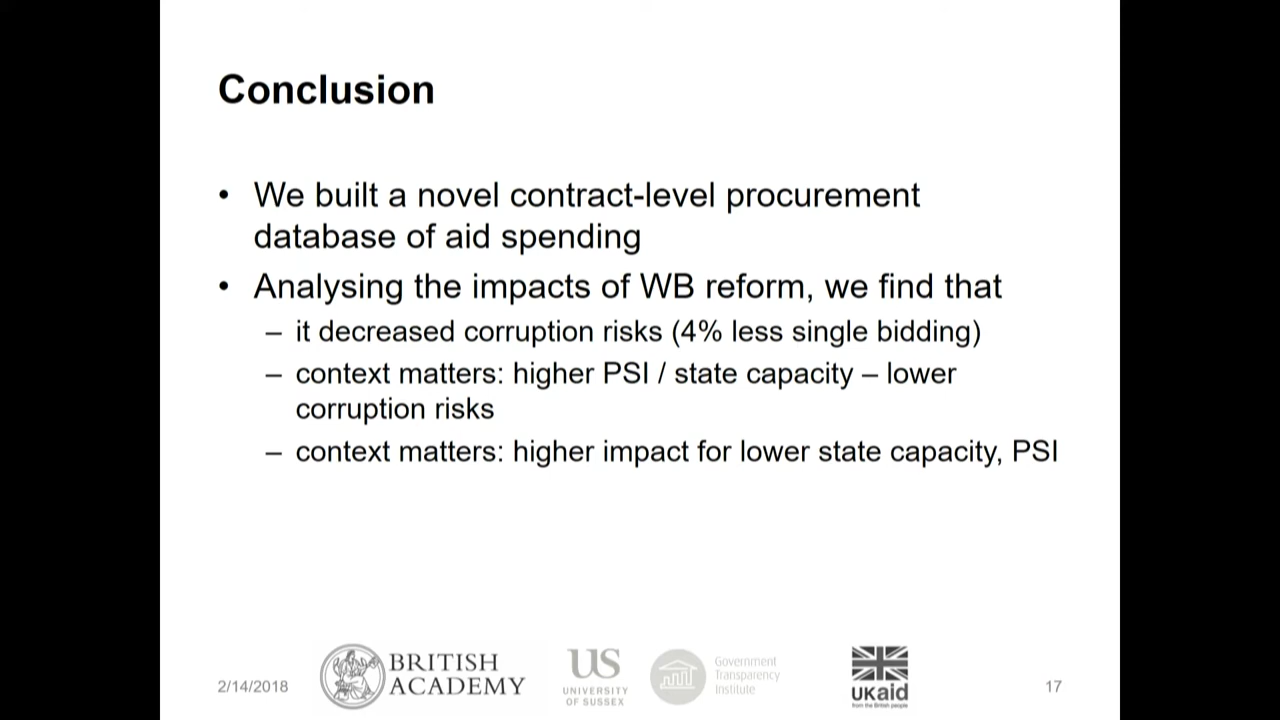 Conclusion
• We built a novel contract-level procurement
database of aid spending
• Analysing the impacts of WB reform, we find that
– it decreased corruption risks (4% less single bidding)
– context matters: higher PSI / state capacity – lower
corruption risks
– context matters: higher impact for lower state capacity, PSI
2/14/2018
BRITISH
ACADEMY
US
UNIVERSITY
OF SUSSEX
Government
Transparency
Institute
UKaid
from the British people
17